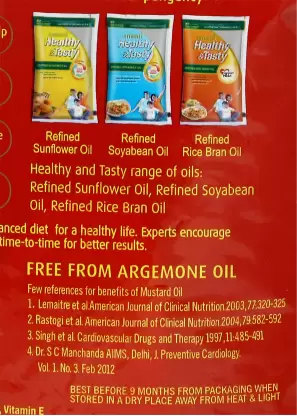 Healthy
&Tasty
Healthy
&Tasty
Healthy
&Tasty
Refined
Sunflower Oil
Refined
Soyabean Oil
Refined
Rice Bran Oil
Healthy and Tasty range of oils:
Refined Sunflower Oil, Refined Soyabean
Oil, Refined Rice Bran Oil
anced diet for a healthy life. Experts encourage
time-to-time for better results.
FREE FROM ARGEMONE OIL
Few references for benefits of Mustard Oil
1. Lemaitre et al.American Journal of Clinical Nutrition 2003,77:320-325
2. Rastogi et al. American Journal of Clinical Nutrition 2004,79:582-592
3. Singh et al. Cardiovascular Drugs and Therapy 1997,11:485-491
4. Dr. S C Manchanda AIIMS, Delhi, J. Preventive Cardiology.
Vol. 1. No. 3. Feb 2012
BEST BEFORE 9 MONTHS FROM PACKAGING WHEN
STORED IN A DRY PLACE AWAY FROM HEAT & LIGHT
, Vitamin E